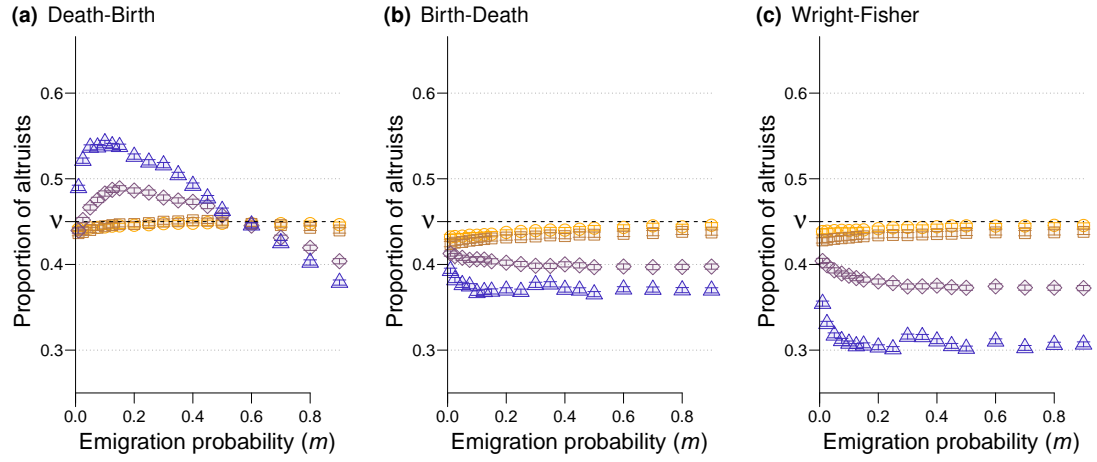 (a) Death-Birth
(b) Birth-Death
(c) Wright-Fisher
Proportion of altruists
0.6
0.5
ν
0.4
0.3
0.0 0.2 0.4 0.6 0.8
Emigration probability (m)
Proportion of altruists
0.6
0.5
ν
0.4
0.3
0.0 0.2 0.4 0.6 0.8
Emigration probability (m)
Proportion of altruists
0.6
0.5
ν
0.4
0.3
0.0 0.2 0.4 0.6 0.8
Emigration probability (m)